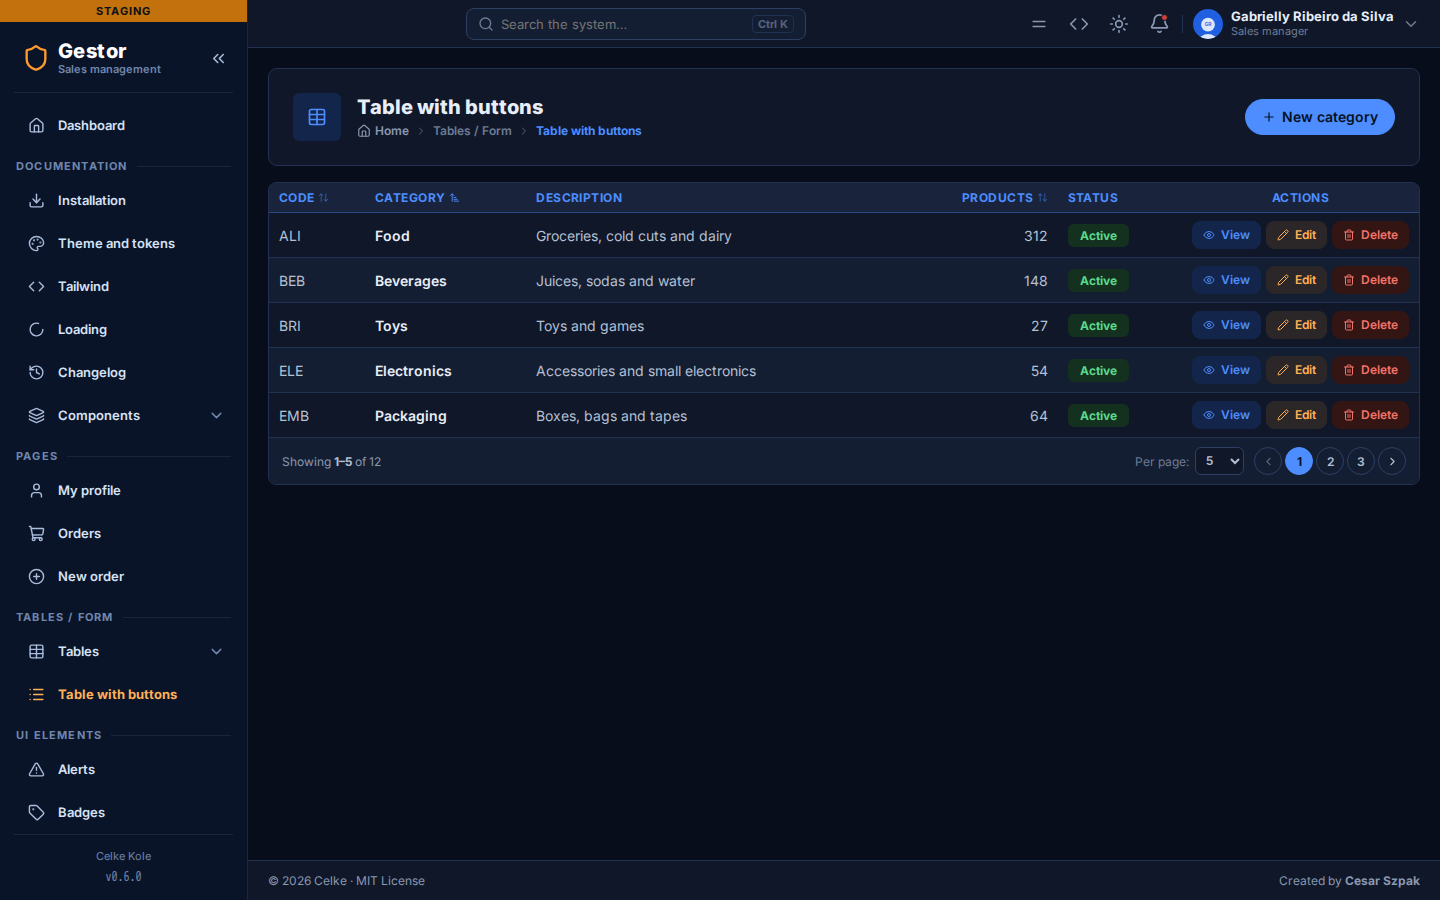 STAGING
Gestor
Sales management
Dashboard
DOCUMENTATION
Installation
Theme and tokens
Tailwind
Loading
Changelog
Components
PAGES
My profile
Orders
New order
TABLES / FORM
Tables
Table with buttons
UI ELEMENTS
Alerts
Badges
Celke Kole
v0.6.0
Search the system... Ctrl K
GR
Gabrielly Ribeiro da Silva
Sales manager
Table with buttons
Home > Tables / Form > Table with buttons
+ New category
CODE CATEGORY DESCRIPTION PRODUCTS STATUS ACTIONS
ALI Food Groceries, cold cuts and dairy 312 Active View Edit Delete
BEB Beverages Juices, sodas and water 148 Active View Edit Delete
BRI Toys Toys and games 27 Active View Edit Delete
ELE Electronics Accessories and small electronics 54 Active View Edit Delete
EMB Packaging Boxes, bags and tapes 64 Active View Edit Delete
Showing 1–5 of 12 Per page: 5 ‹ 1 2 3 ›
© 2026 Celke · MIT License Created by Cesar Szpak